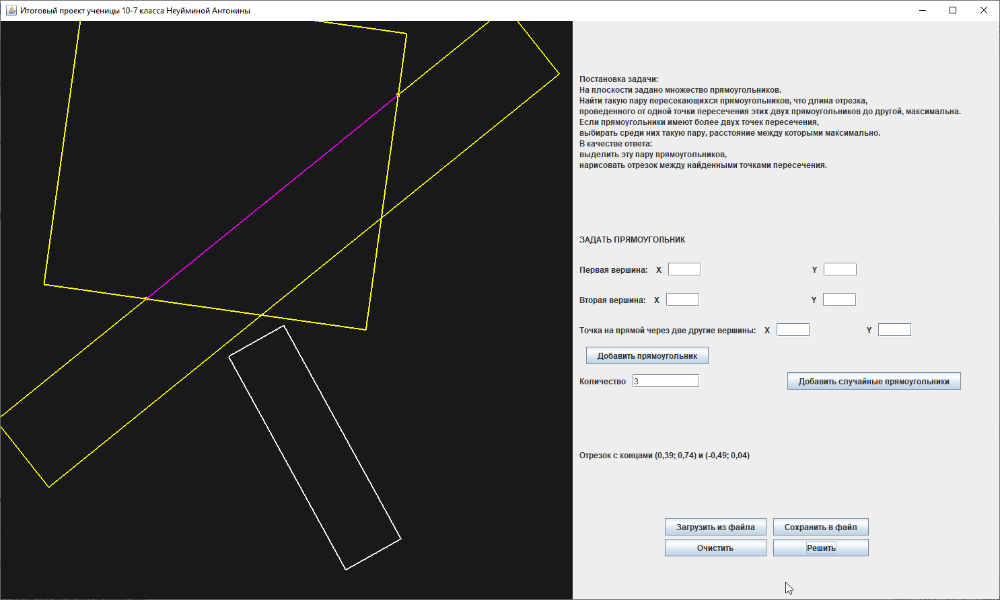 Итоговый проект ученицы 10-7 класса Неуйминой Антонины
Постановка задачи:
На плоскости задано множество прямоугольников.
Найти такую пару пересекающихся прямоугольников, что длина отрезка,
проведенного от одной точки пересечения этих двух прямоугольников до другой, максимальна.
Если прямоугольники имеют более двух точек пересечения,
выбирать среди них такую пару, расстояние между которыми максимально.
В качестве ответа:
выделить эту пару прямоугольников,
нарисовать отрезок между найденными точками пересечения.
ЗАДАТЬ ПРЯМОУГОЛЬНИК
Первая вершина: X Y
Вторая вершина: X Y
Точка на прямой через две другие вершины: X Y
Добавить прямоугольник
Количество 3 Добавить случайные прямоугольники
Отрезок с концами (0,39; 0,74) и (-0,49; 0,04)
Загрузить из файла Сохранить в файл
Очистить Решить